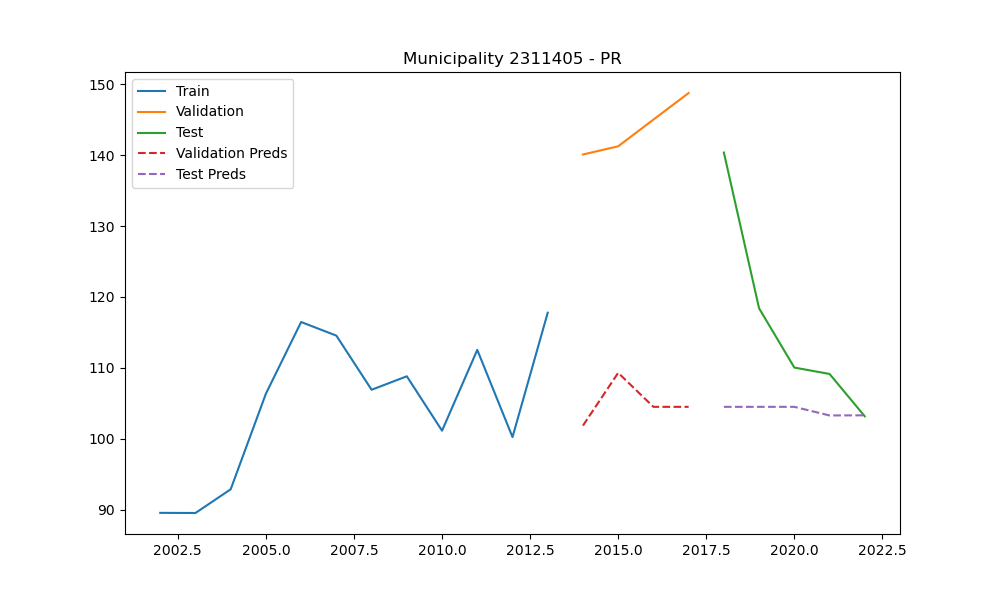 Municipality 2311405 - PR
150
140
130
120
110
100
90
Train
Validation
Test
Validation Preds
Test Preds
2002.5 2005.0 2007.5 2010.0 2012.5 2015.0 2017.5 2020.0 2022.5